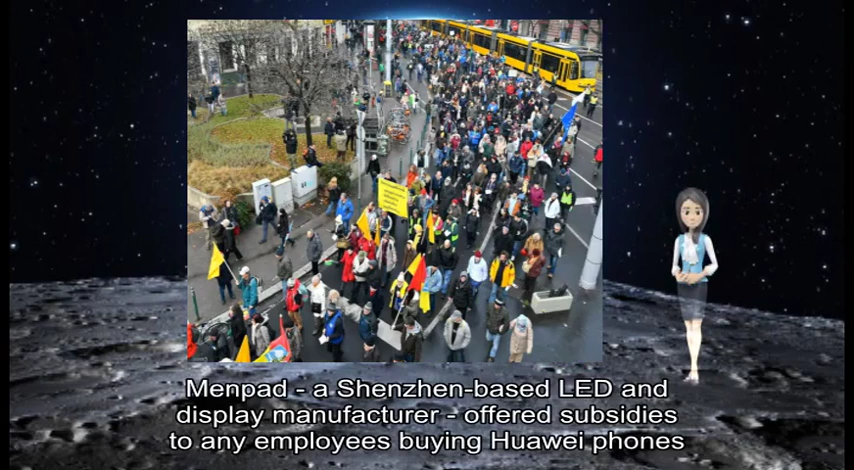 Menpad - a Shenzhen-based LED and
display manufacturer - offered subsidies
to any employees buying Huawei phones